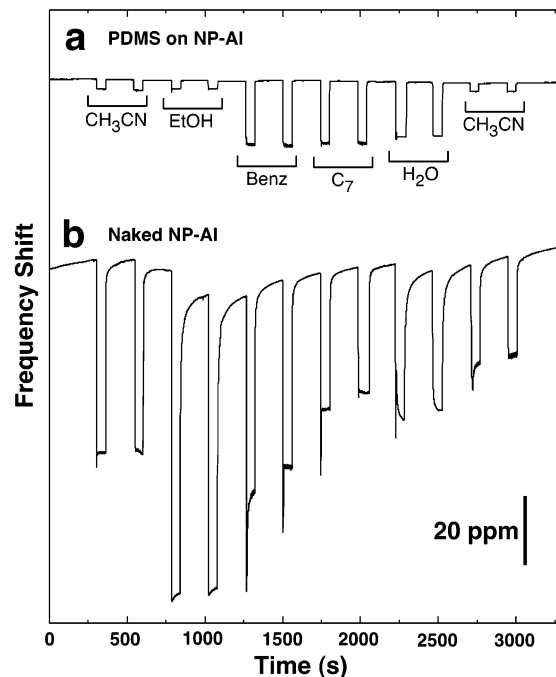 a PDMS on NP-Al
CH₃CN
EtOH
Benz
C₇
H₂O
CH₃CN
b Naked NP-Al
Frequency Shift
20 ppm
0 500 1000 1500 2000 2500 3000
Time (s)